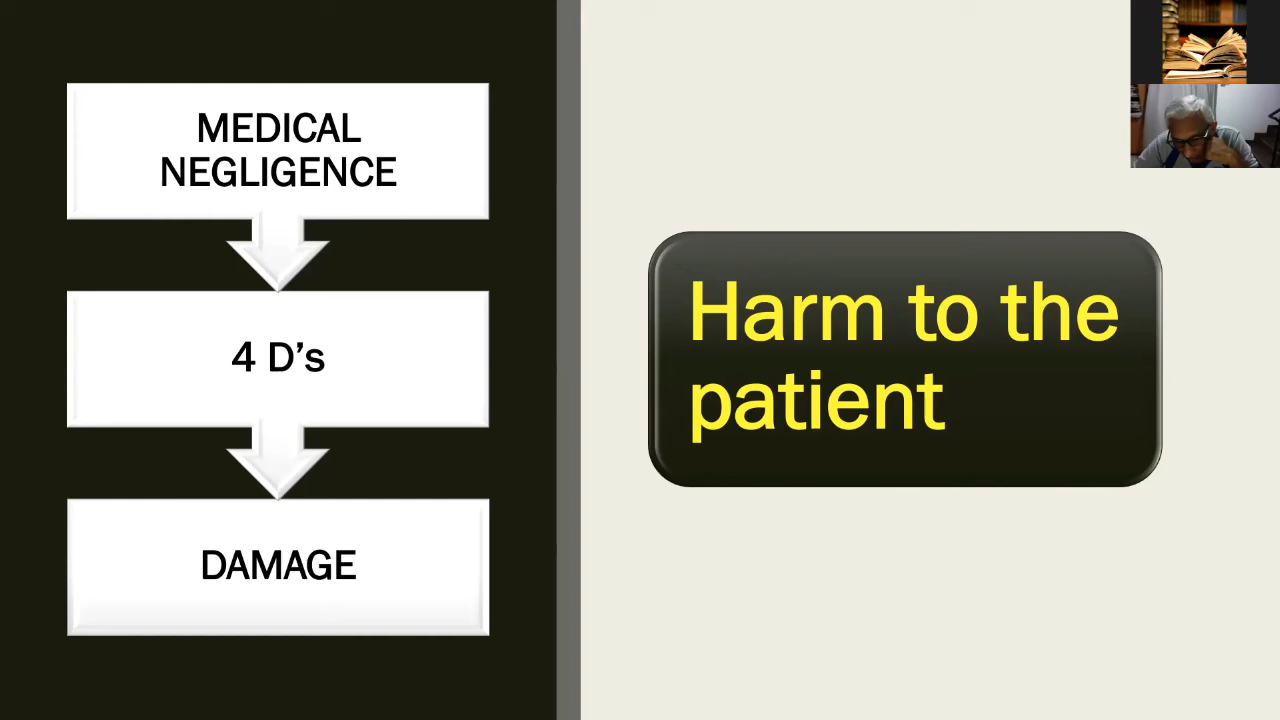 MEDICAL
NEGLIGENCE
4 D’s
DAMAGE
Harm to the
patient